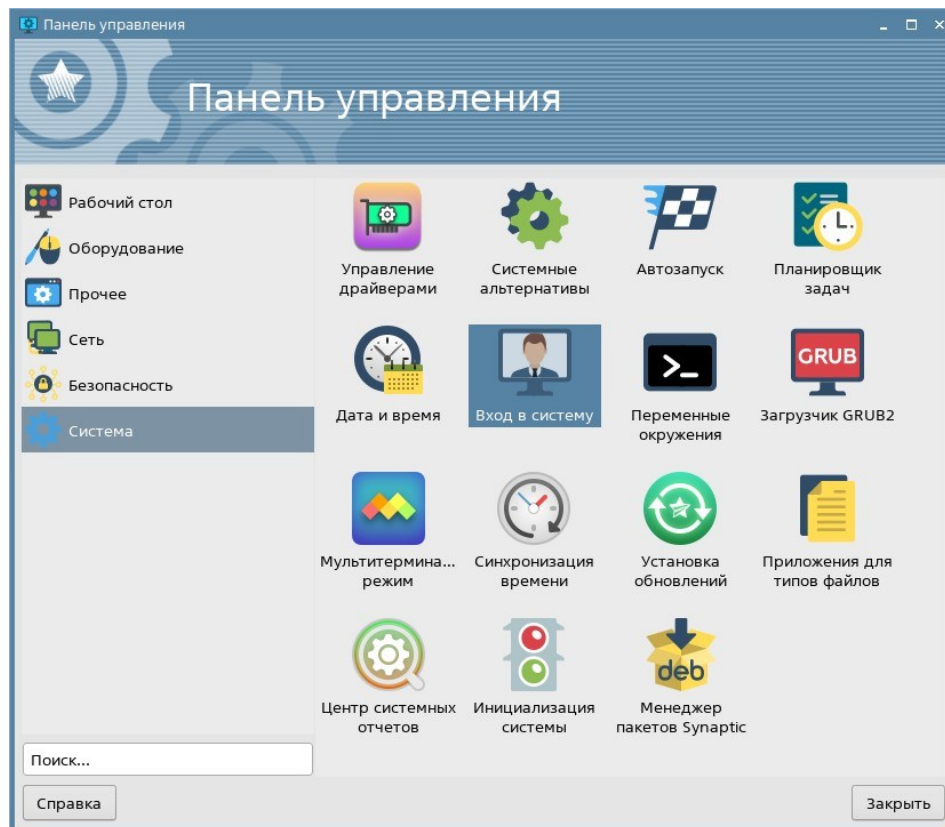 Панель управления
Панель управления
Рабочий стол
Оборудование
Прочее
Сеть
Безопасность
Система
Управление
драйверами
Системные
альтернативы
Автозапуск
Планировщик
задач
Дата и время
Вход в систему
Переменные
окружения
GRUB
Загрузчик GRUB2
Мультитермина...
режим
Синхронизация
времени
Установка
обновлений
Приложения для
типов файлов
Центр системных
отчетов
Инициализация
системы
deb
Менеджер
пакетов Synaptic
Поиск...
Справка
Закрыть